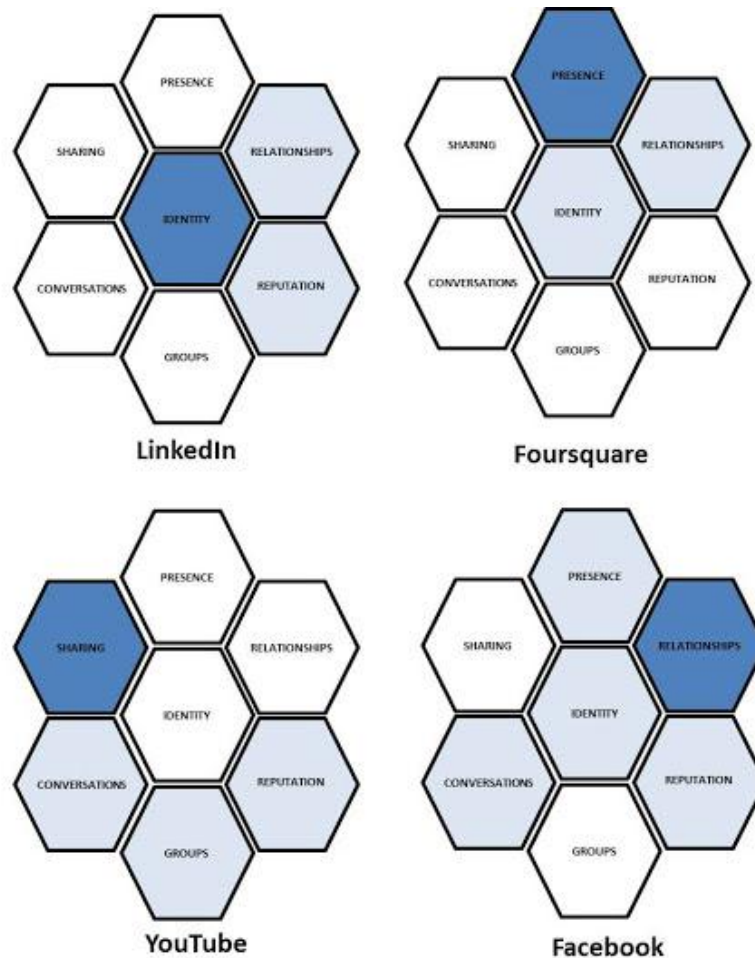 PRESENCE
SHARING
RELATIONSHIPS
IDENTITY
CONVERSATIONS
REPUTATION
GROUPS
LinkedIn
PRESENCE
SHARING
RELATIONSHIPS
IDENTITY
CONVERSATIONS
REPUTATION
GROUPS
Foursquare
PRESENCE
SHARING
RELATIONSHIPS
IDENTITY
CONVERSATIONS
REPUTATION
GROUPS
YouTube
PRESENCE
SHARING
RELATIONSHIPS
IDENTITY
CONVERSATIONS
REPUTATION
GROUPS
Facebook